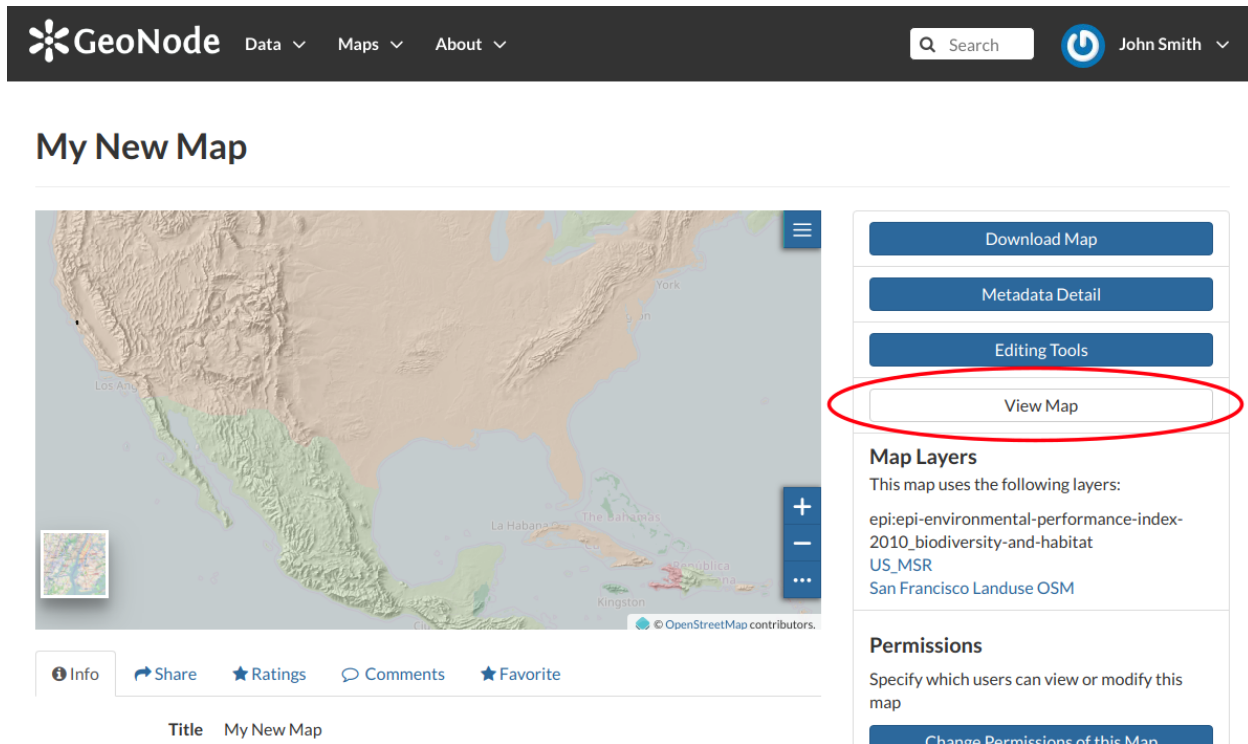 GeoNode Data Maps About Search John Smith
My New Map
York
Los An
La Habana
The Bahamas
Republica
Kingston
© OpenStreetMap contributors.
Download Map
Metadata Detail
Editing Tools
View Map
Map Layers
This map uses the following layers:
epi:epi-environmental-performance-index-
2010_biodiversity-and-habitat
US_MSR
San Francisco Landuse OSM
Permissions
Specify which users can view or modify this
map
Change Permissions of this Map
Info Share Ratings Comments Favorite
Title My New Map